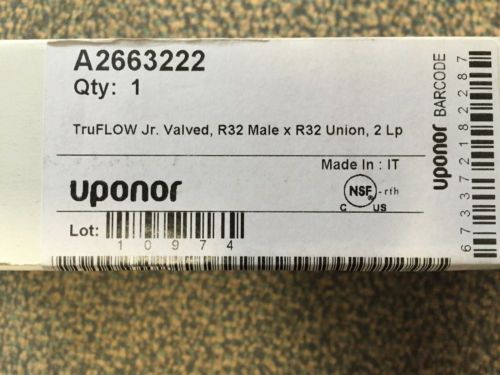 A2663222
Qty: 1
TruFLOW Jr. Valved, R32 Male x R32 Union, 2 Lp
Made In : IT
uponor
NSF® -rfh
C US
Lot:
10974
uponor BARCODE
673372182287